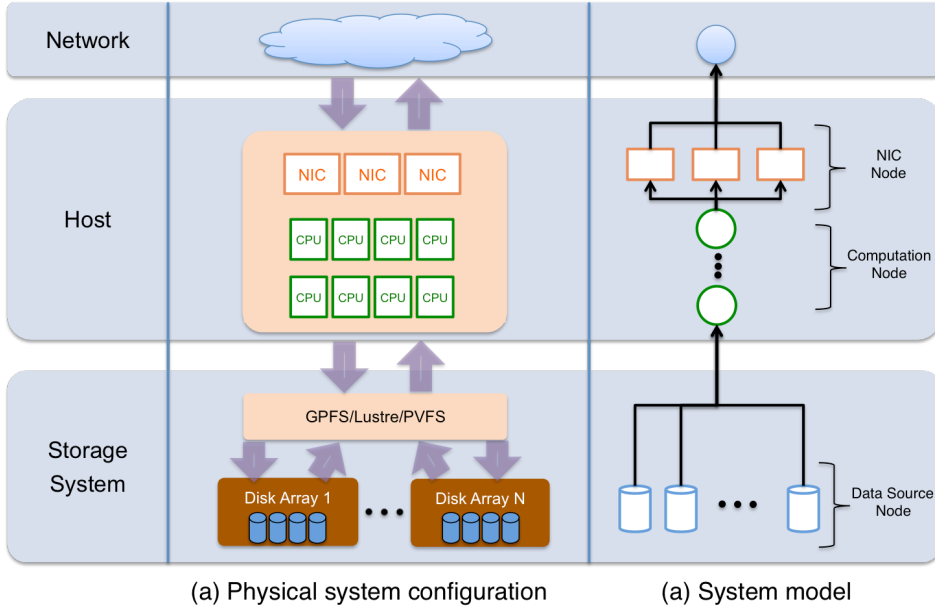 Network
Host
NIC NIC NIC
CPU CPU CPU CPU
CPU CPU CPU CPU
NIC
Node
Computation
Node
Storage
System
GPFS/Lustre/PVFS
Disk Array 1
Disk Array N
Data Source
Node
(a) Physical system configuration
(a) System model